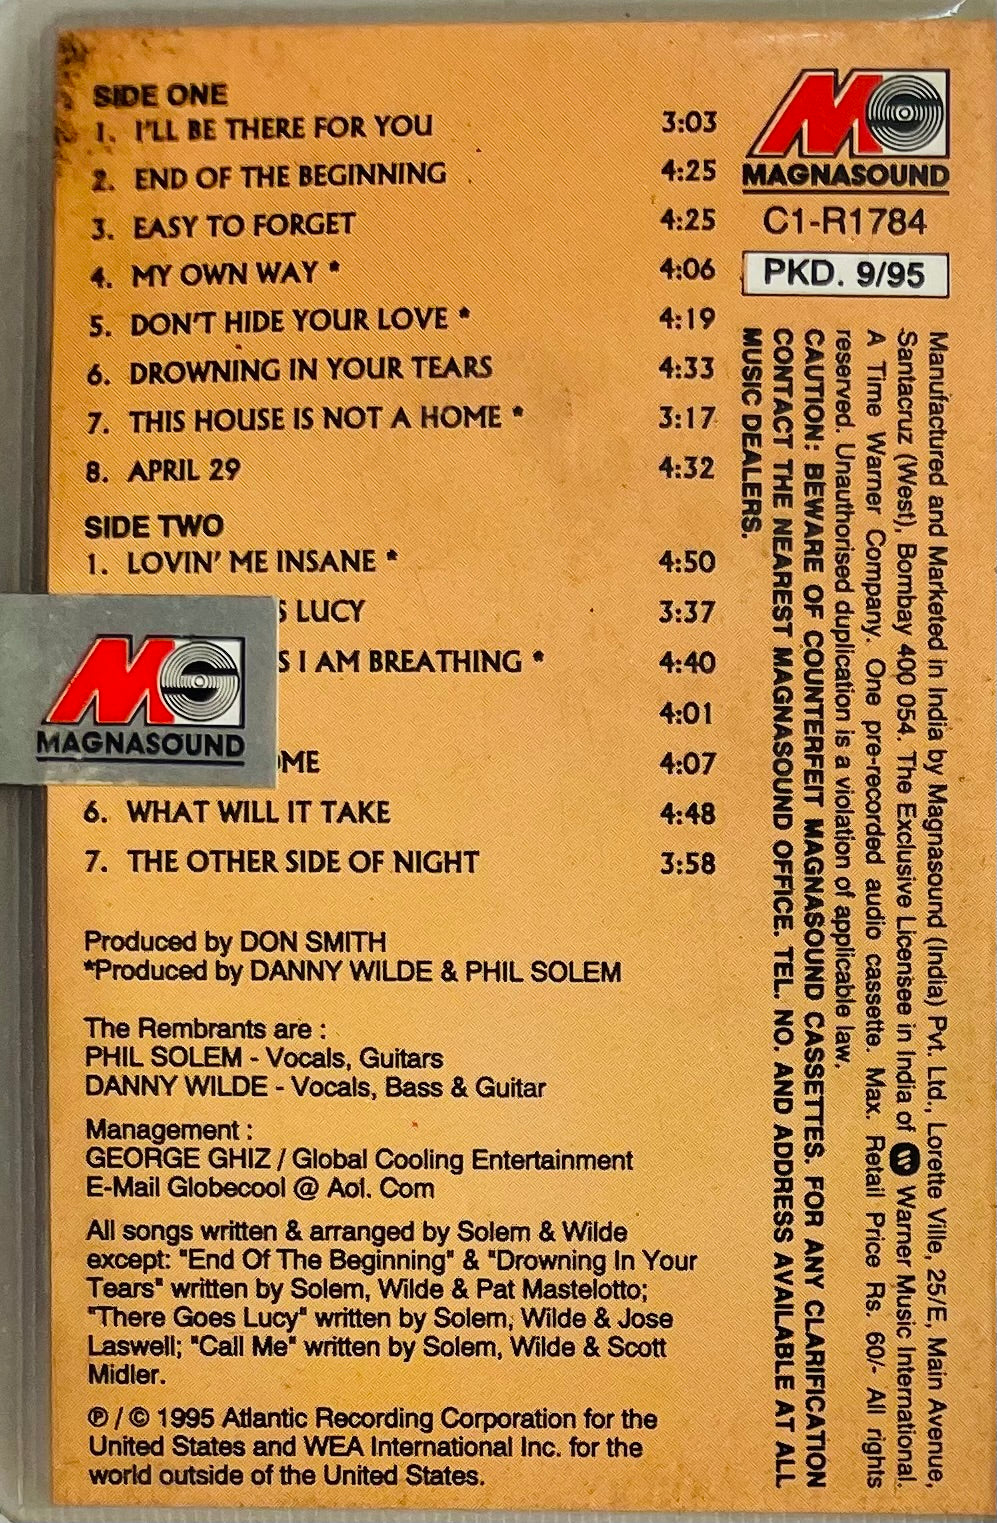 SIDE ONE
1. I'LL BE THERE FOR YOU 3:03
2. END OF THE BEGINNING 4:25
3. EASY TO FORGET 4:25
4. MY OWN WAY * 4:06
5. DON'T HIDE YOUR LOVE * 4:19
6. DROWNING IN YOUR TEARS 4:33
7. THIS HOUSE IS NOT A HOME * 3:17
8. APRIL 29 4:32
SIDE TWO
1. LOVIN' ME INSANE * 4:50
S LUCY 3:37
S I AM BREATHING * 4:40
4:01
OME 4:07
6. WHAT WILL IT TAKE 4:48
7. THE OTHER SIDE OF NIGHT 3:58
MAGNASOUND
Produced by DON SMITH
*Produced by DANNY WILDE & PHIL SOLEM
The Rembrants are :
PHIL SOLEM - Vocals, Guitars
DANNY WILDE - Vocals, Bass & Guitar
Management :
GEORGE GHIZ / Global Cooling Entertainment
E-Mail Globecool @ Aol. Com
All songs written & arranged by Solem & Wilde
except: "End Of The Beginning" & "Drowning In Your
Tears" written by Solem, Wilde & Pat Mastelotto;
"There Goes Lucy" written by Solem, Wilde & Jose
Laswell; "Call Me" written by Solem, Wilde & Scott
Midler.
℗ / © 1995 Atlantic Recording Corporation for the
United States and WEA International Inc. for the
world outside of the United States.
MAGNASOUND
C1-R1784
PKD. 9/95
Manufactured and Marketed in India by Magnasound (India) Pvt. Ltd., Lorette Ville, 25/E, Main Avenue,
Santacruz (West), Bombay 400 054. The Exclusive Licensee in India of Warner Music International.
A Time Warner Company. One pre-recorded audio cassette. Max. Retail Price Rs. 60/- All rights
reserved. Unauthorised duplication is a violation of applicable law.
CAUTION: BEWARE OF COUNTERFEIT MAGNASOUND CASSETTES. FOR ANY CLARIFICATION
CONTACT THE NEAREST MAGNASOUND OFFICE. TEL. NO. AND ADDRESS AVAILABLE AT ALL
MUSIC DEALERS.